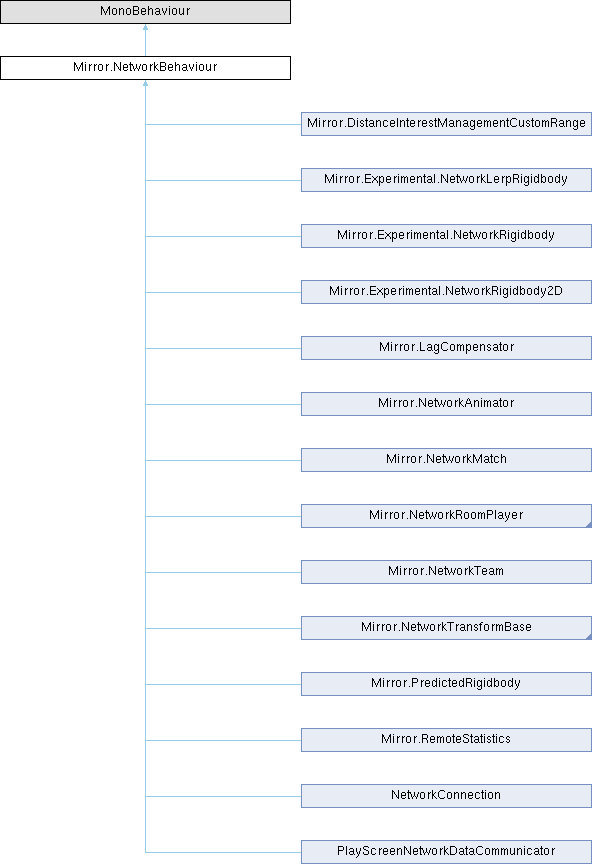 MonoBehaviour
Mirror.NetworkBehaviour
Mirror.DistanceInterestManagementCustomRange
Mirror.Experimental.NetworkLerpRigidbody
Mirror.Experimental.NetworkRigidbody
Mirror.Experimental.NetworkRigidbody2D
Mirror.LagCompensator
Mirror.NetworkAnimator
Mirror.NetworkMatch
Mirror.NetworkRoomPlayer
Mirror.NetworkTeam
Mirror.NetworkTransformBase
Mirror.PredictedRigidbody
Mirror.RemoteStatistics
NetworkConnection
PlayScreenNetworkDataCommunicator